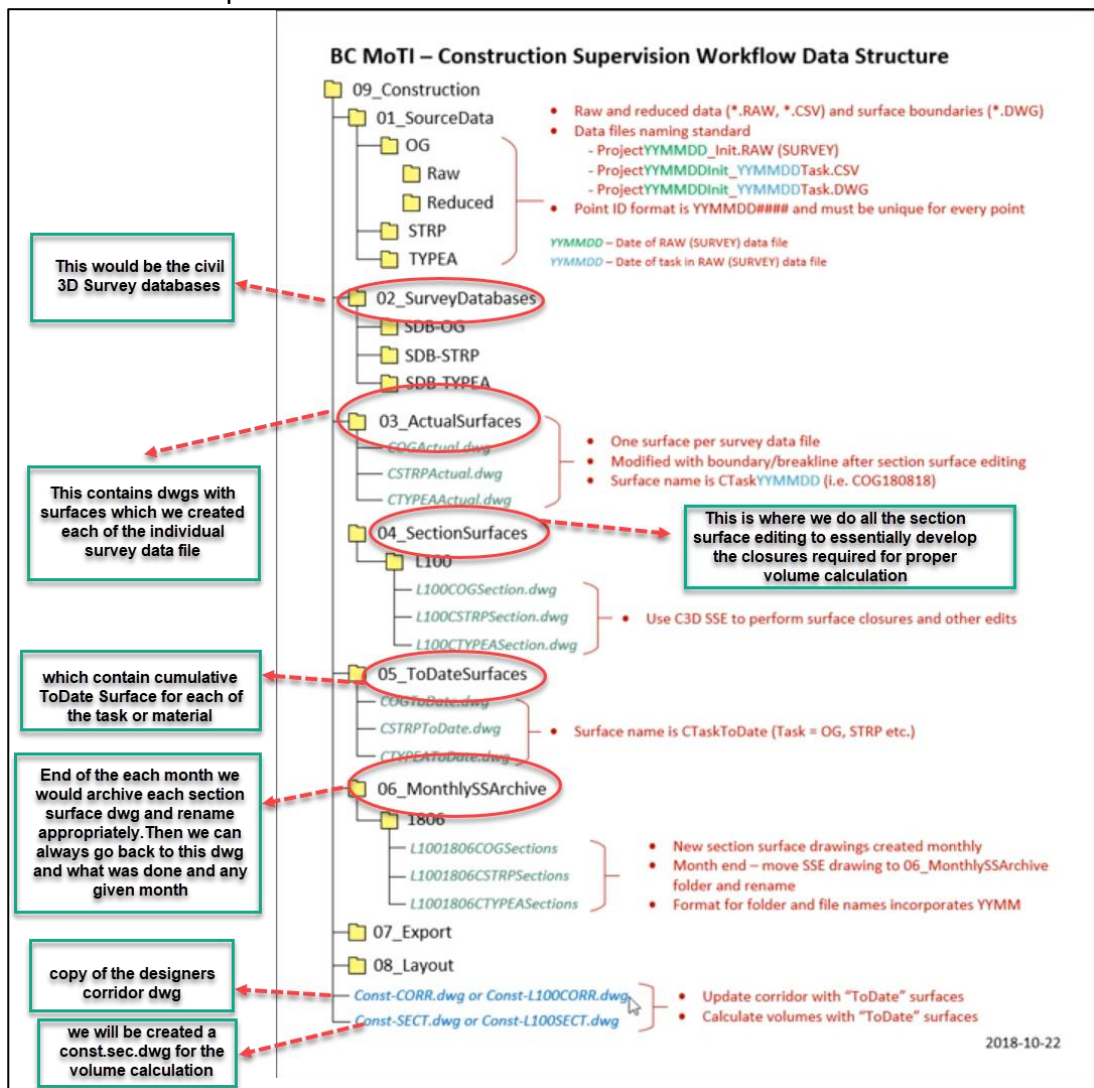 BC MoTI – Construction Supervision Workflow Data Structure
09_Construction
01_SourceData
OG
Raw
Reduced
STRP
TYPEA
• Raw and reduced data (*.RAW, *.CSV) and surface boundaries (*.DWG)
• Data files naming standard
- ProjectYYMMDD_Init.RAW (SURVEY)
- ProjectYYMMDDInit_YYMMDDTask.CSV
- ProjectYYMMDDInit_YYMMDDTask.DWG
• Point ID format is YYMMDD#### and must be unique for every point
YYMMDD – Date of RAW (SURVEY) data file
YYMMDD – Date of task in RAW (SURVEY) data file
This would be the civil
3D Survey databases
02_SurveyDatabases
SDB-OG
SDB-STRP
SDB-TYPEA
03_ActualSurfaces
COGActual.dwg
CSTRPActual.dwg
CTYPEAActual.dwg
• One surface per survey data file
• Modified with boundary/breakline after section surface editing
• Surface name is CTaskYYMMDD (i.e. COG180818)
This contains dwgs with
surfaces which we created
each of the individual
survey data file
04_SectionSurfaces
L100
L100COGSection.dwg
L100CSTRPSection.dwg
L100CTYPEASection.dwg
This is where we do all the section
surface editing to essentially develop
the closures required for proper
volume calculation
• Use C3D SSE to perform surface closures and other edits
which contain cumulative
ToDate Surface for each of
the task or material
05_ToDateSurfaces
COGToDate.dwg
CSTRPToDate.dwg
CTYPEAToDate.dwg
• Surface name is CTaskToDate (Task = OG, STRP etc.)
End of the each month we
would archive each section
surface dwg and rename
appropriately.Then we can
always go back to this dwg
and what was done and any
given month
06_MonthlySSArchive
1806
L1001806COGSections
L1001806CSTRPSections
L1001806CTYPEASections
• New section surface drawings created monthly
• Month end – move SSE drawing to 06_MonthlySSArchive
folder and rename
• Format for folder and file names incorporates YYMM
07_Export
08_Layout
copy of the designers
corridor dwg
Const-CORR.dwg or Const-L100CORR.dwg
Const-SECT.dwg or Const-L100SECT.dwg
• Update corridor with "ToDate" surfaces
• Calculate volumes with "ToDate" surfaces
we will be created a
const.sec.dwg for the
volume calculation
2018-10-22